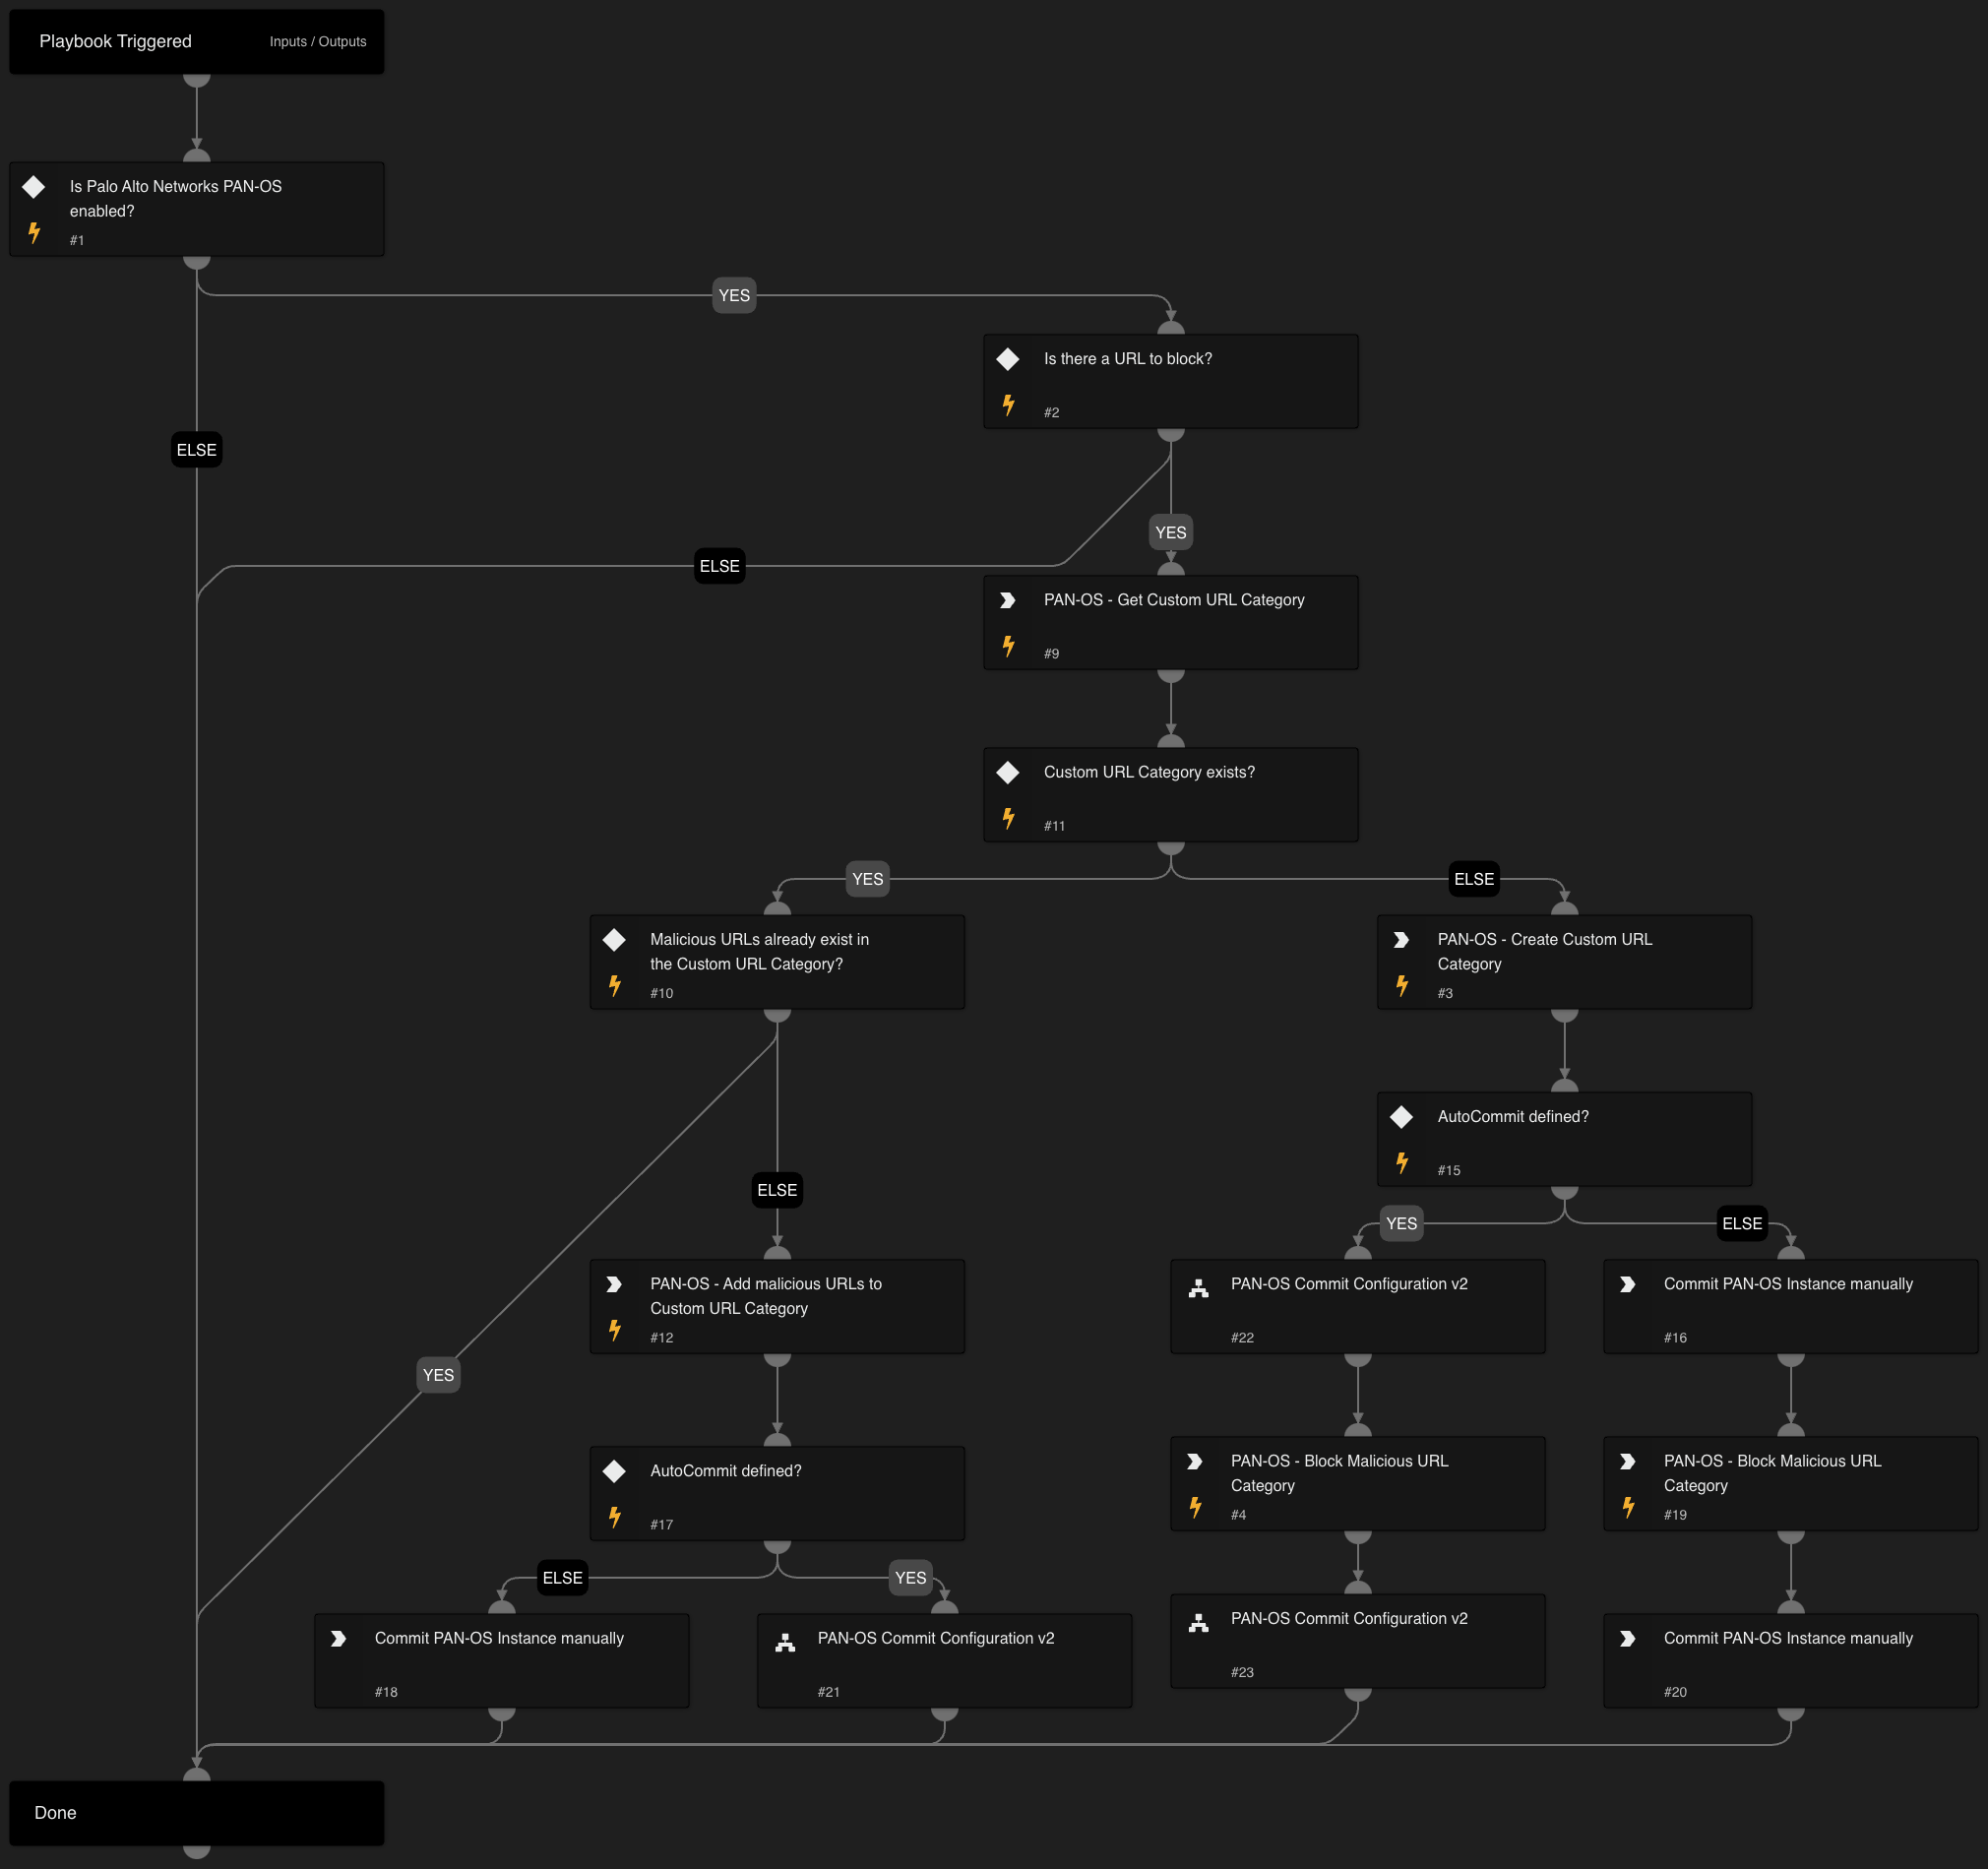 Playbook Triggered
Inputs / Outputs
Is Palo Alto Networks PAN-OS
enabled?
#1
YES
Is there a URL to block?
#2
ELSE
YES
ELSE
PAN-OS - Get Custom URL Category
#9
Custom URL Category exists?
#11
YES
ELSE
Malicious URLs already exist in
the Custom URL Category?
#10
PAN-OS - Create Custom URL
Category
#3
AutoCommit defined?
#15
ELSE
YES
ELSE
PAN-OS - Add malicious URLs to
Custom URL Category
#12
PAN-OS Commit Configuration v2
#22
Commit PAN-OS Instance manually
#16
YES
AutoCommit defined?
#17
PAN-OS - Block Malicious URL
Category
#4
PAN-OS - Block Malicious URL
Category
#19
ELSE
YES
Commit PAN-OS Instance manually
#18
PAN-OS Commit Configuration v2
#21
PAN-OS Commit Configuration v2
#23
Commit PAN-OS Instance manually
#20
Done